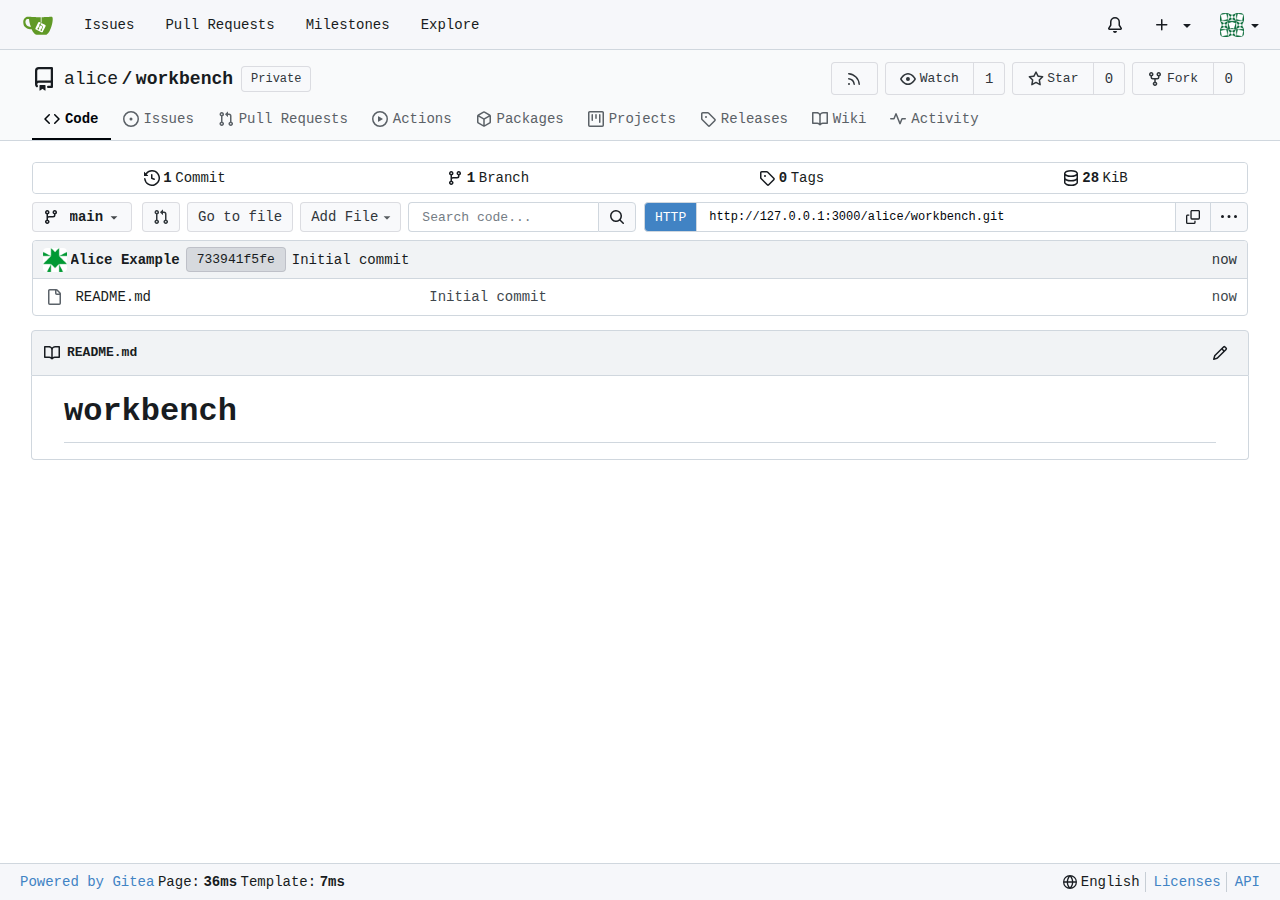 Issues Pull Requests Milestones Explore
alice / workbench Private Watch 1 Star 0 Fork 0
Code Issues Pull Requests Actions Packages Projects Releases Wiki Activity
1 Commit 1 Branch 0 Tags 28 KiB
main Go to file Add File Search code... HTTP http://127.0.0.1:3000/alice/workbench.git
Alice Example 733941f5fe Initial commit now
README.md Initial commit now
README.md
workbench
Powered by Gitea Page: 36ms Template: 7ms English Licenses API